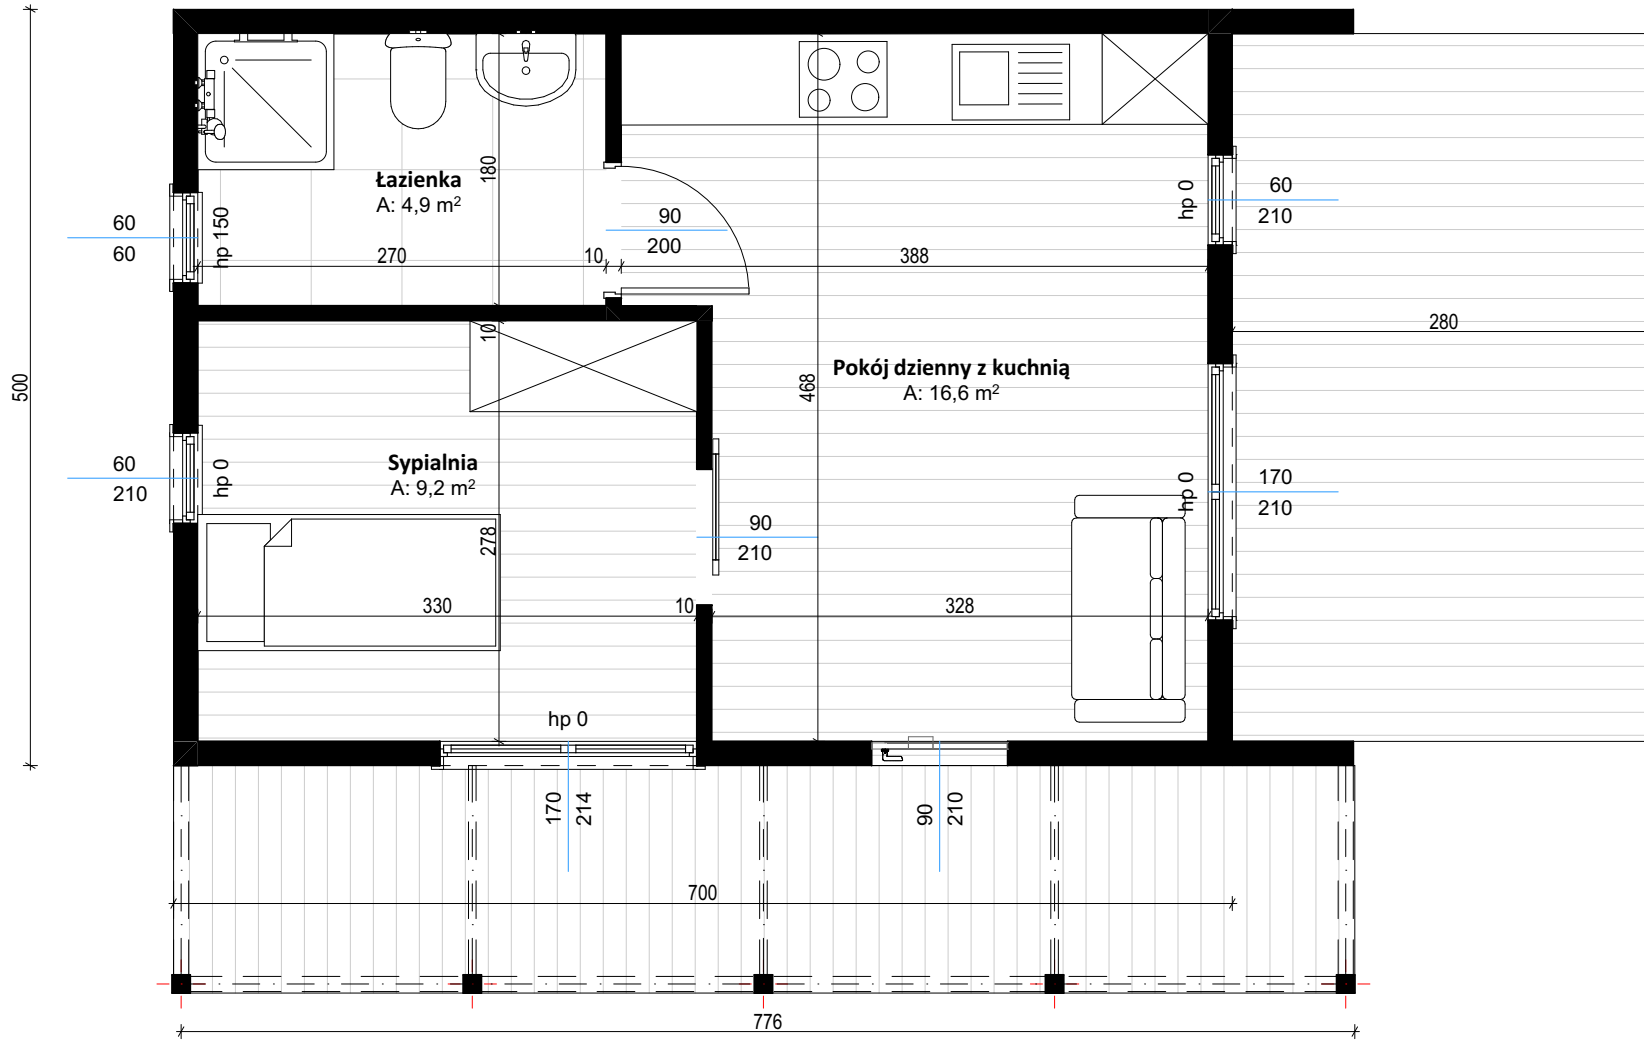 Łazienka
A: 4,9 m²
180
60
60
hp 150
270
10
90
200
388
hp 0
60
210
280
500
10
468
Pokój dzienny z kuchnią
A: 16,6 m²
Sypialnia
A: 9,2 m²
60
210
hp 0
278
90
210
hp 0
170
210
330
10
328
hp 0
170
214
90
210
700
776